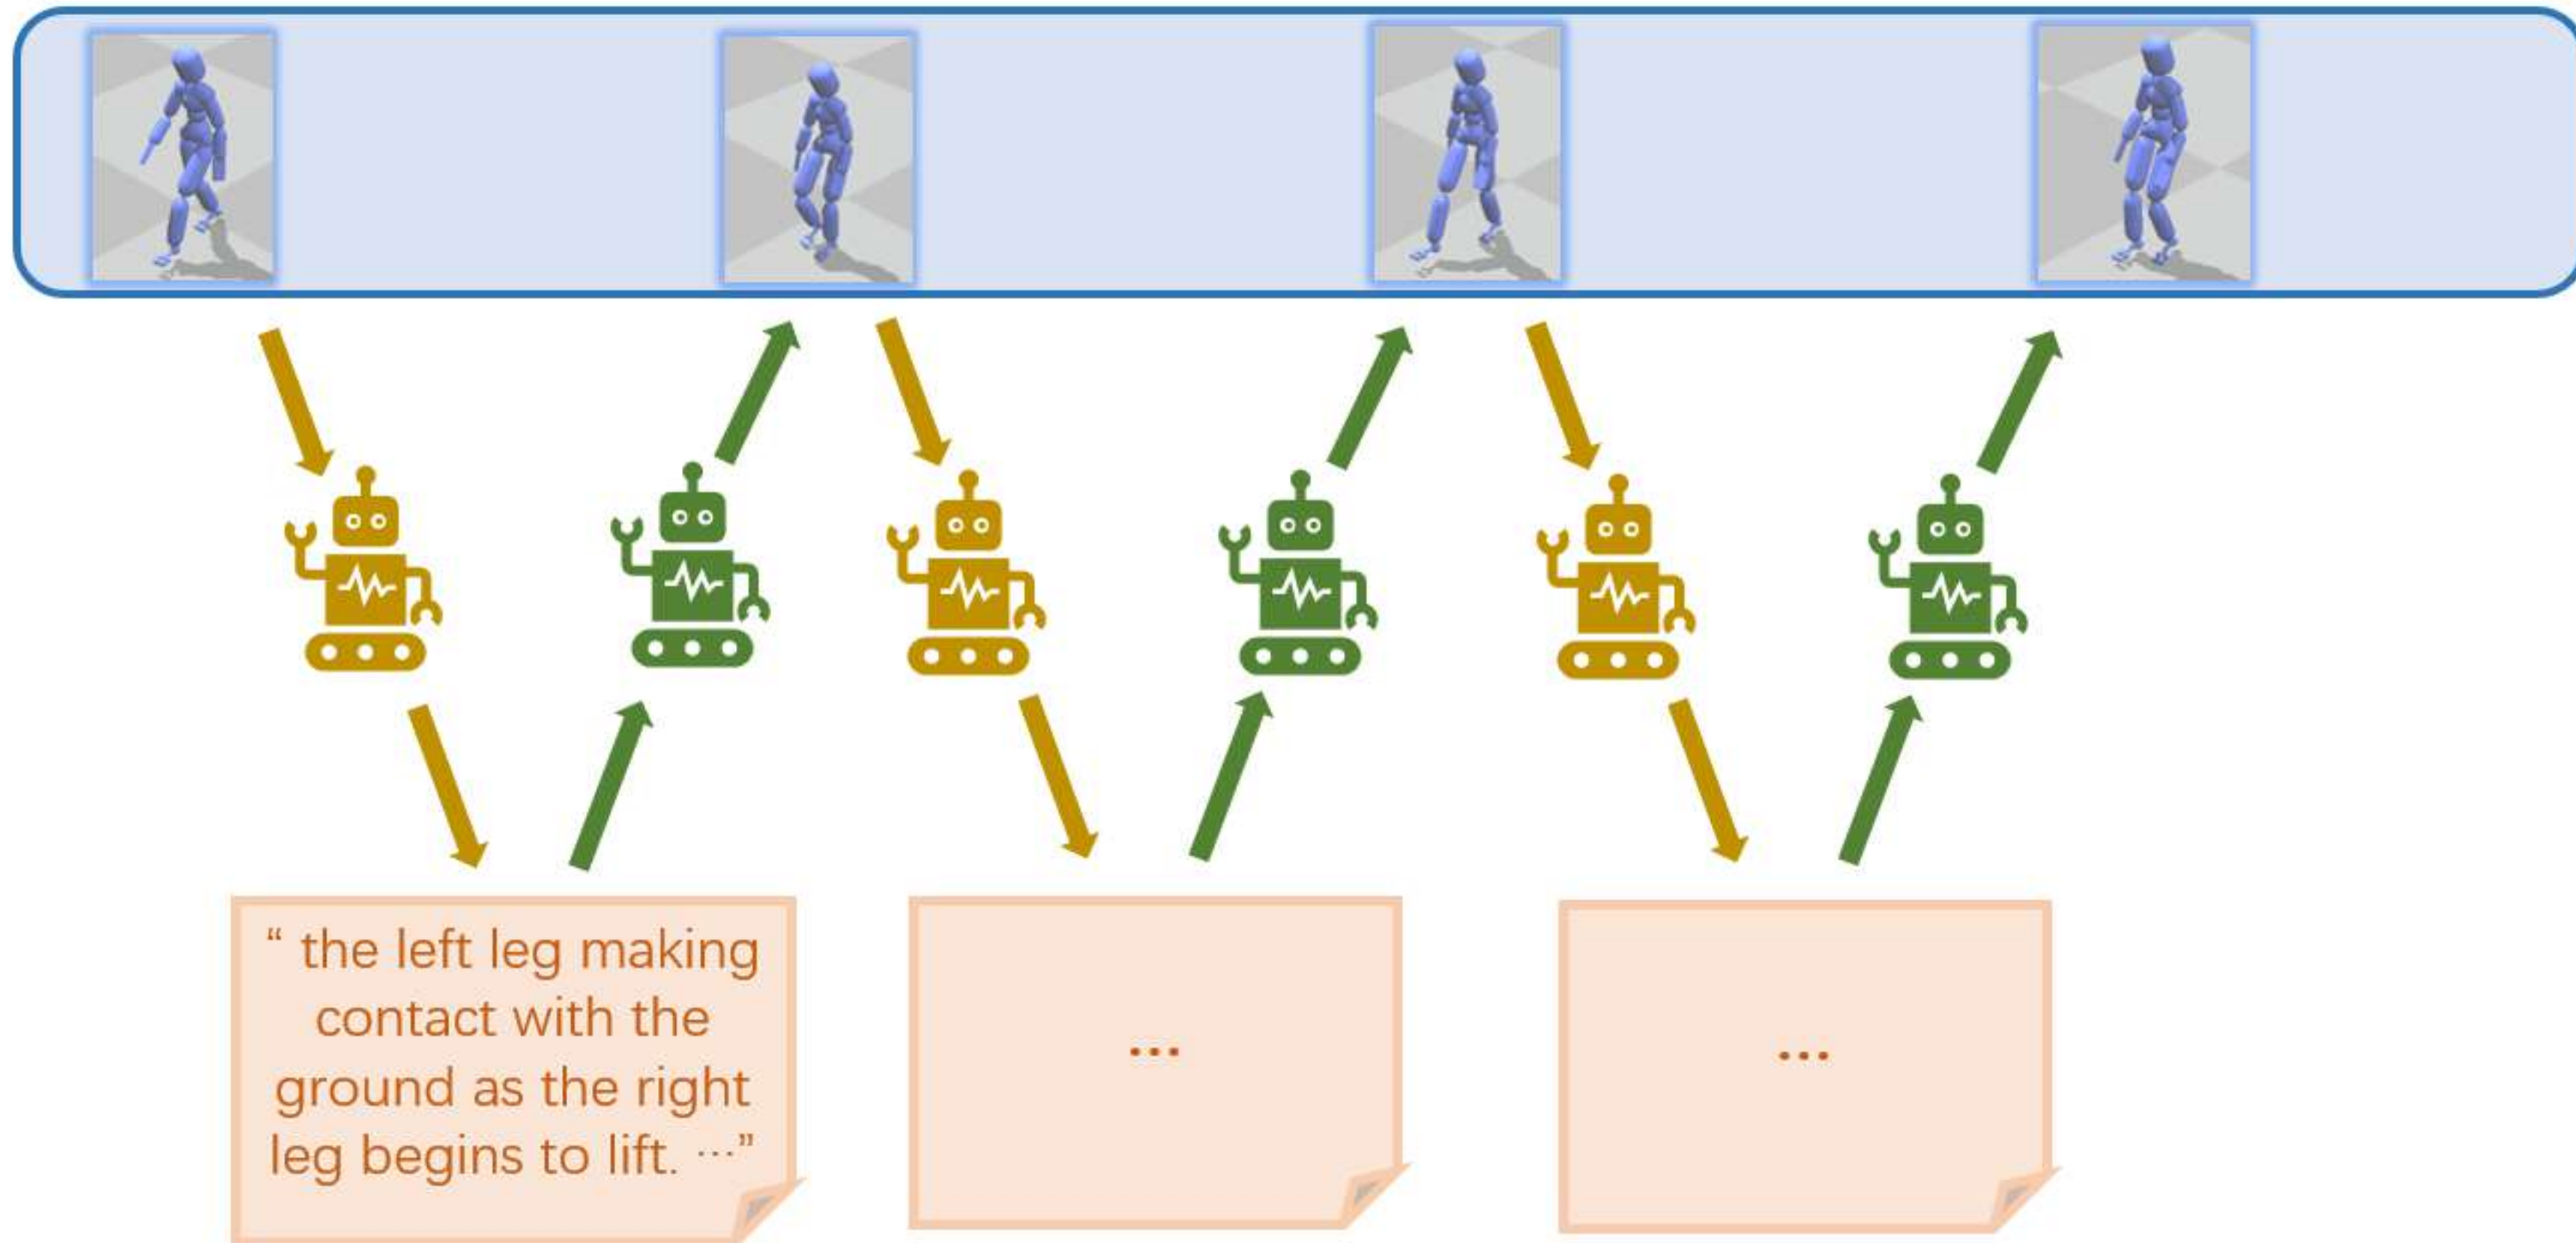 “ the left leg making
contact with the
ground as the right
leg begins to lift. ...”
...
...